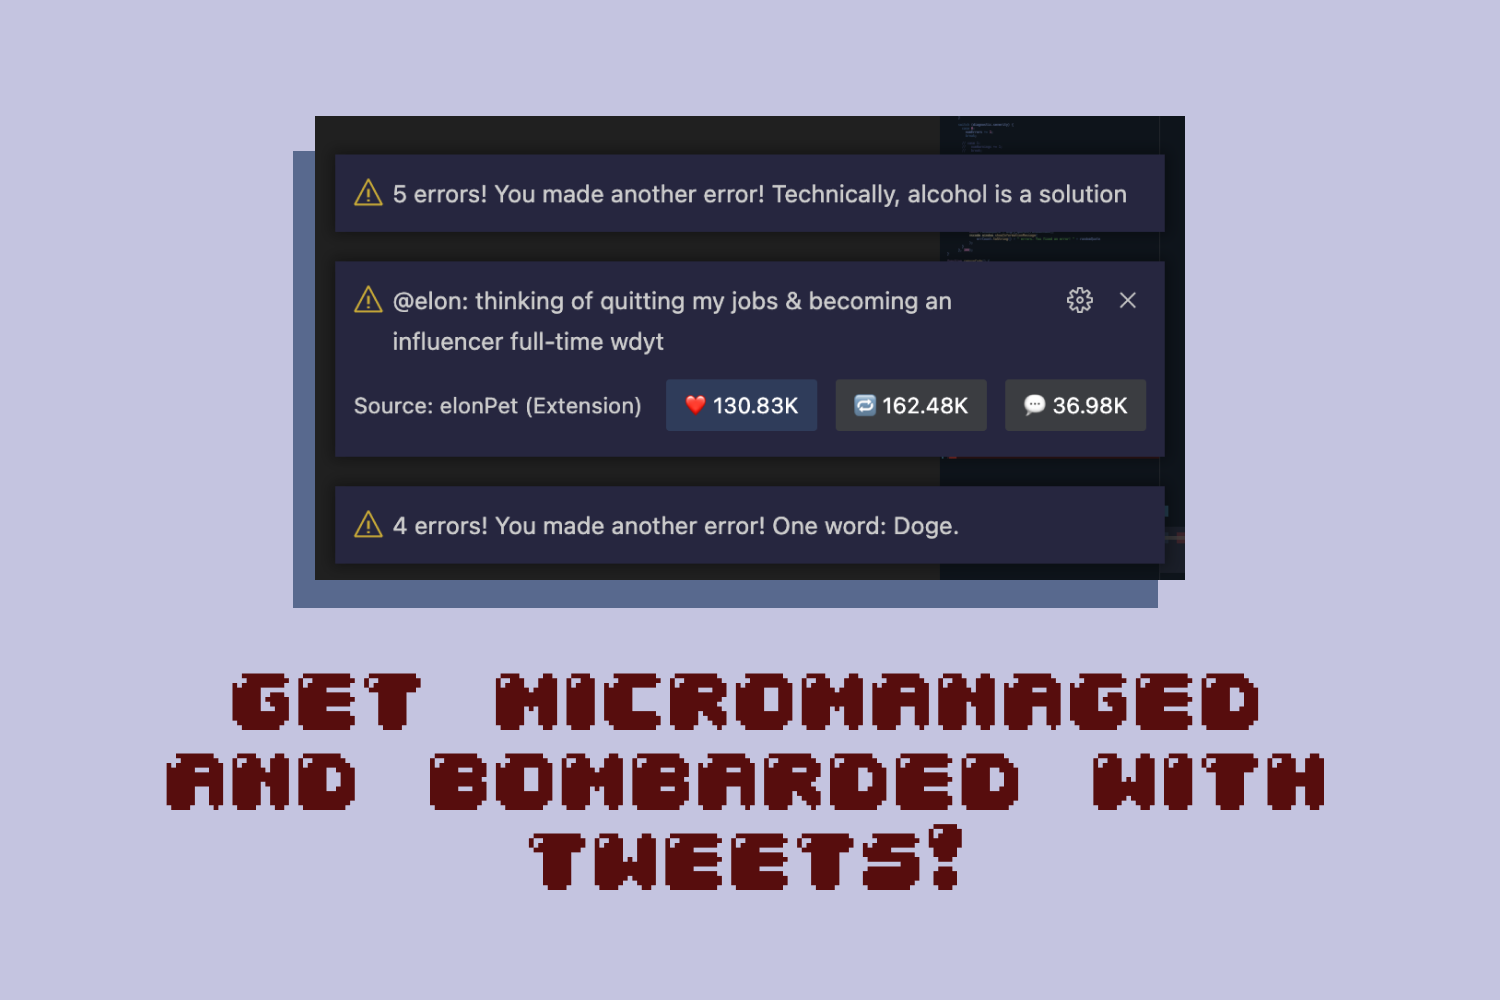 ⚠ 5 errors! You made another error! Technically, alcohol is a solution
⚠ @elon: thinking of quitting my jobs & becoming an
influencer full-time wdyt
Source: elonPet (Extension) ❤️ 130.83K 🔁 162.48K 💬 36.98K
⚠ 4 errors! You made another error! One word: Doge.
GET MICROMANAGED
AND BOMBARDED WITH
TWEETS!